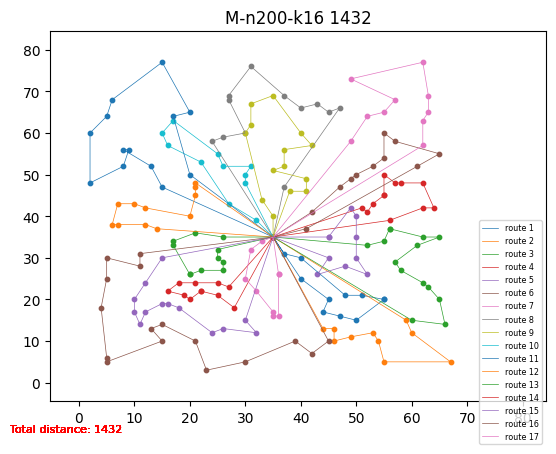 M-n200-k16 1432
80
70
60
50
40
30
20
10
0
0 10 20 30 40 50 60 70 80
route 1
route 2
route 3
route 4
route 5
route 6
route 7
route 8
route 9
route 10
route 11
route 12
route 13
route 14
route 15
route 16
route 17
Total distance: 1432